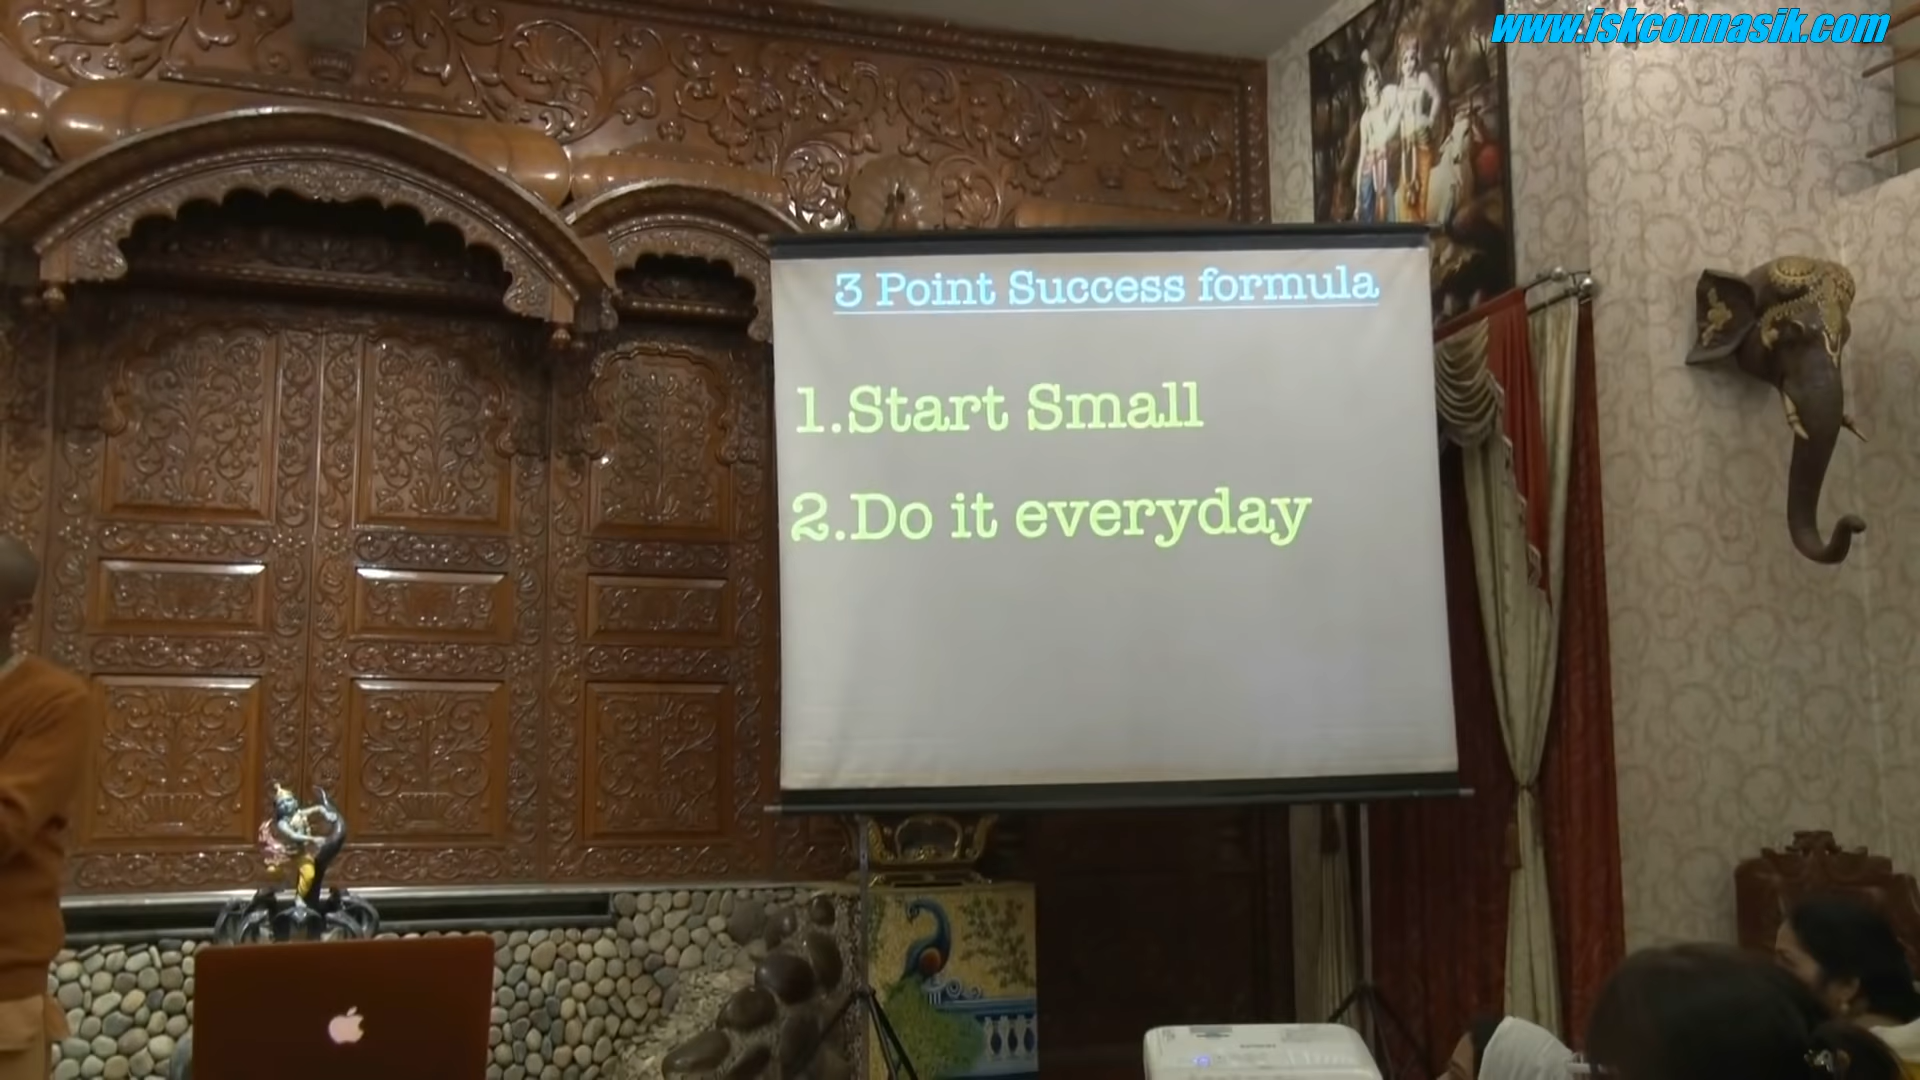 www.iskconnasik.com
3 Point Success formula
1.Start Small
2.Do it everyday